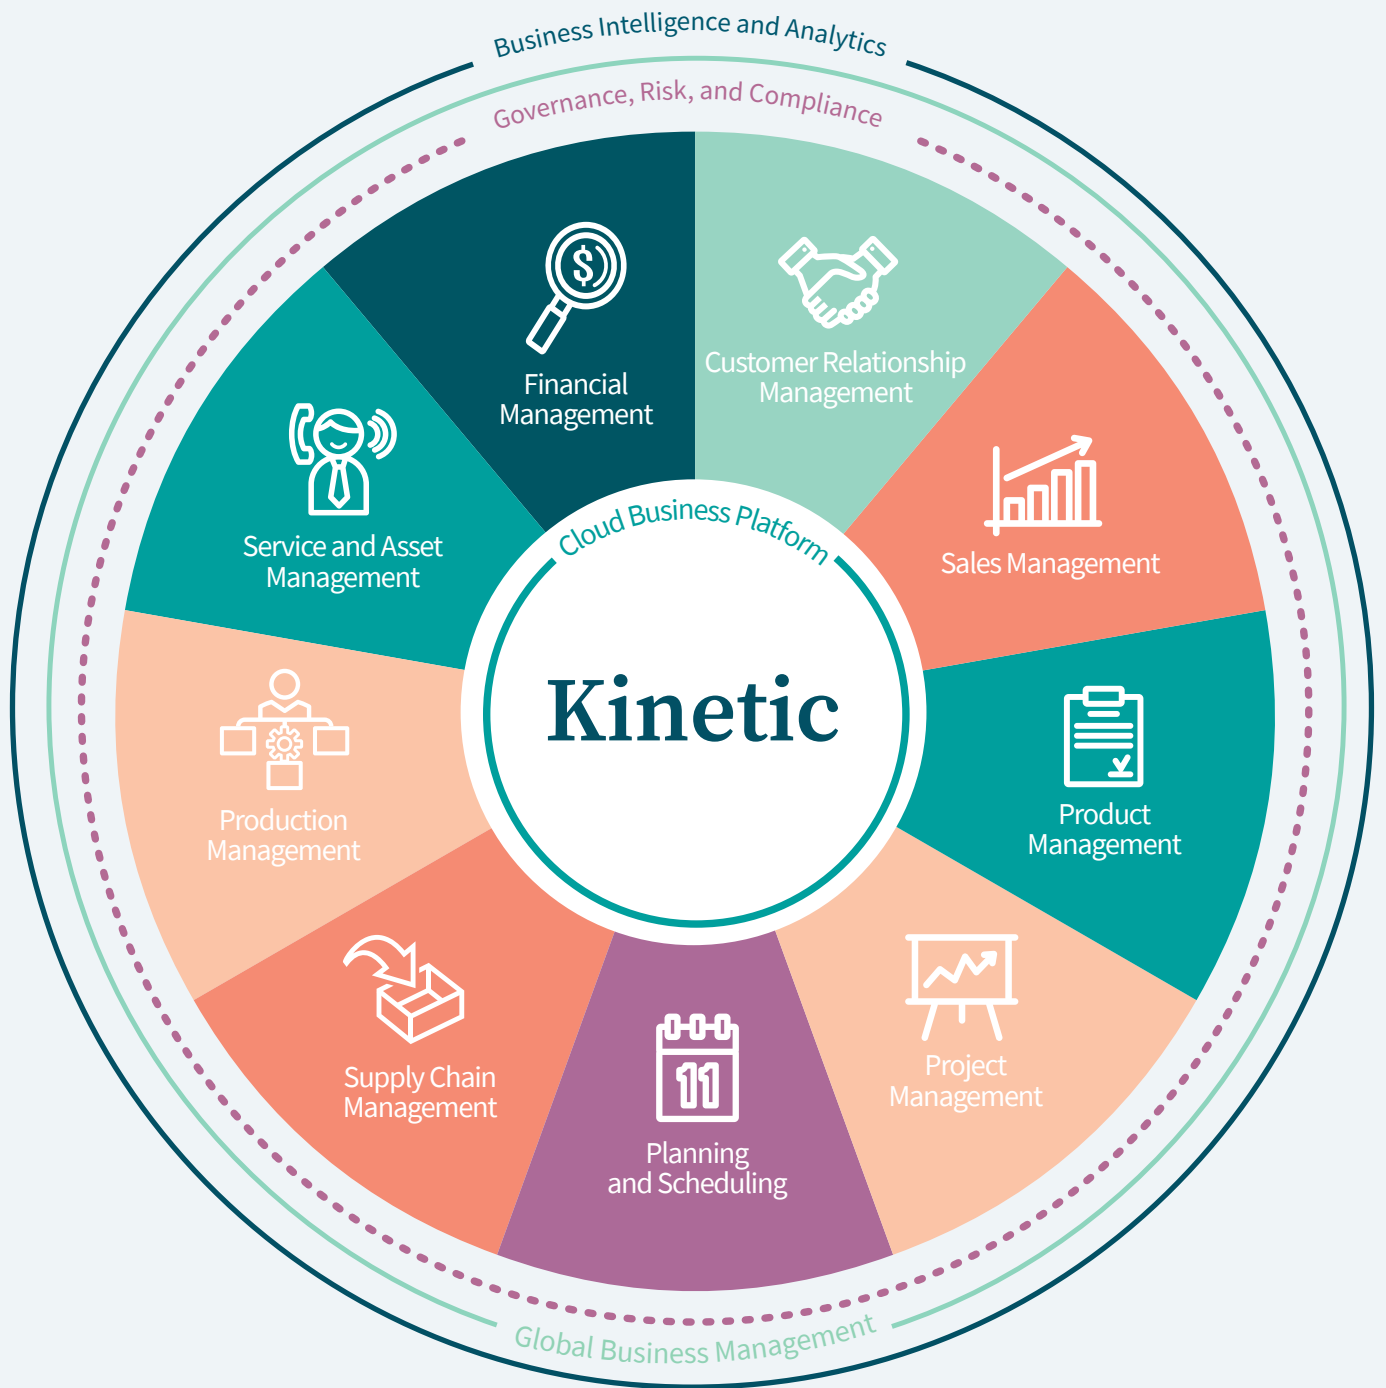 Business Intelligence and Analytics
Governance, Risk, and Compliance
$
Financial
Management
Customer Relationship
Management
Service and Asset
Management
Sales Management
Cloud Business Platform
Kinetic
Production
Management
Product
Management
Supply Chain
Management
Project
Management
11
Planning
and Scheduling
Global Business Management